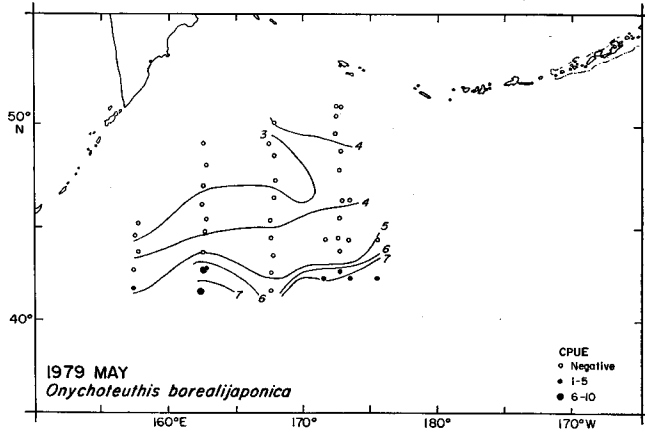 50°
N
3
4
4
5
6
7
6
7
40°
1979 MAY
Onychoteuthis borealijaponica
CPUE
Negative
1-5
6-10
160°E
170°
180°
170°W